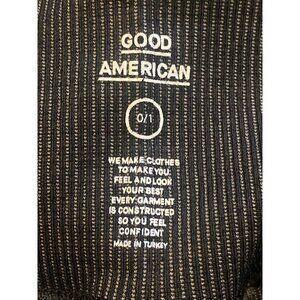 GOOD
AMERICAN
0/1
WE MAKE CLOTHES
TO MAKE YOU
FEEL AND LOOK
YOUR BEST
EVERY GARMENT
IS CONSTRUCTED
SO YOU FEEL
CONFIDENT
MADE IN TURKEY